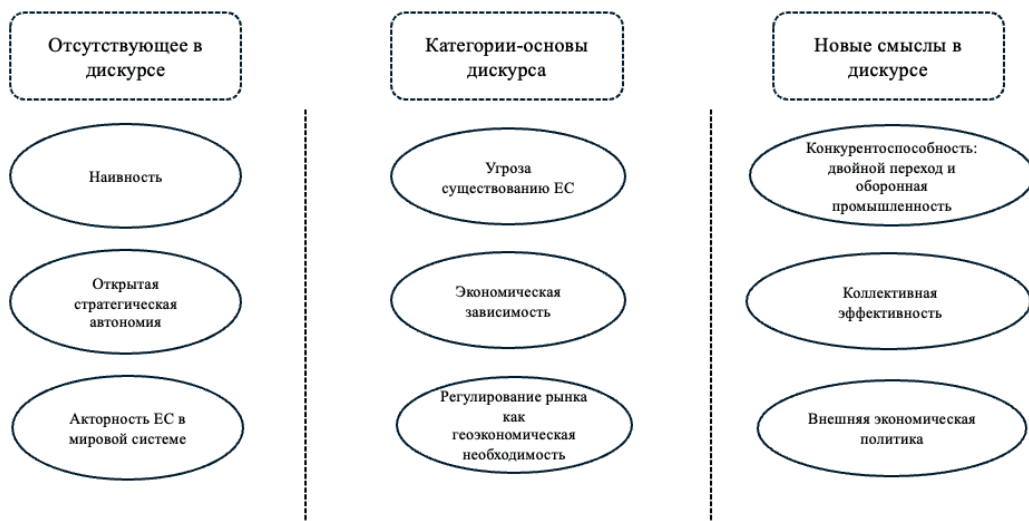 Отсутствующее в
дискурсе
Категории-основы
дискурса
Новые смыслы в
дискурсе
Наивность
Угроза
существованию ЕС
Конкурентоспособность:
двойной переход и
оборонная
промышленность
Открытая
стратегическая
автономия
Экономическая
зависимость
Коллективная
эффективность
Акторность ЕС в
мировой системе
Регулирование рынка
как
геоэкономическая
необходимость
Внешняя экономическая
политика